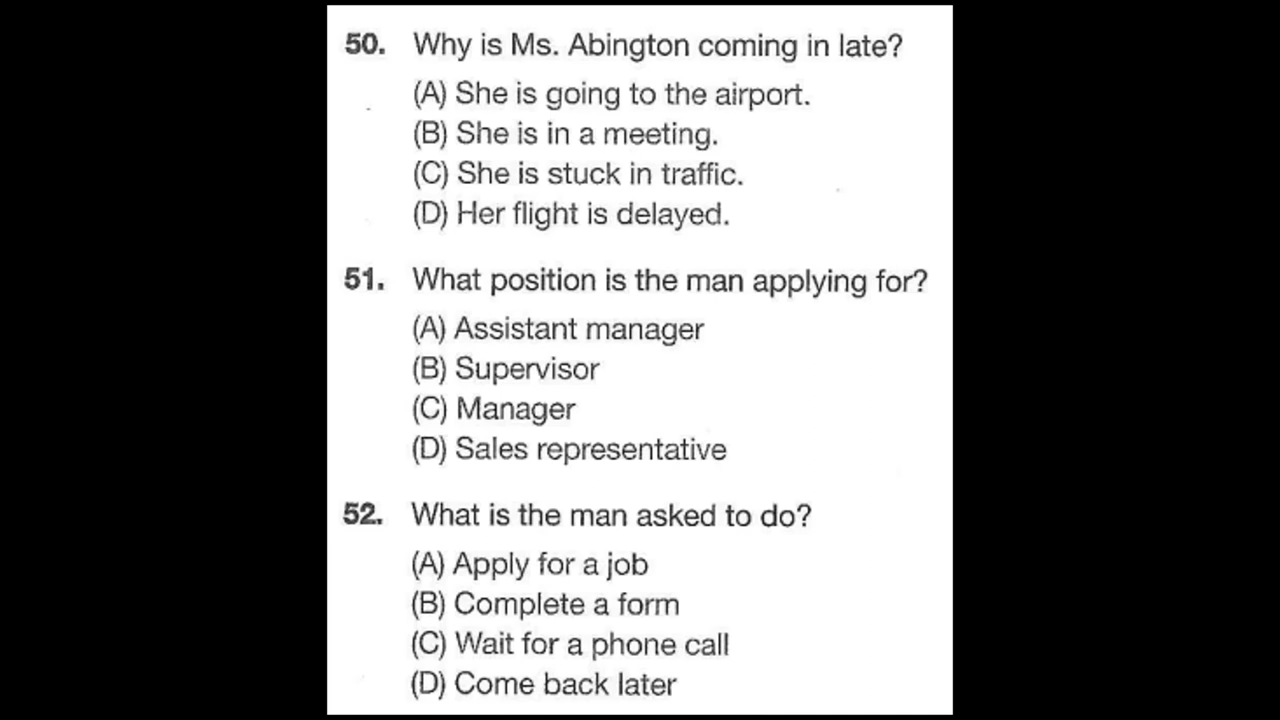 50. Why is Ms. Abington coming in late?
(A) She is going to the airport.
(B) She is in a meeting.
(C) She is stuck in traffic.
(D) Her flight is delayed.
51. What position is the man applying for?
(A) Assistant manager
(B) Supervisor
(C) Manager
(D) Sales representative
52. What is the man asked to do?
(A) Apply for a job
(B) Complete a form
(C) Wait for a phone call
(D) Come back later